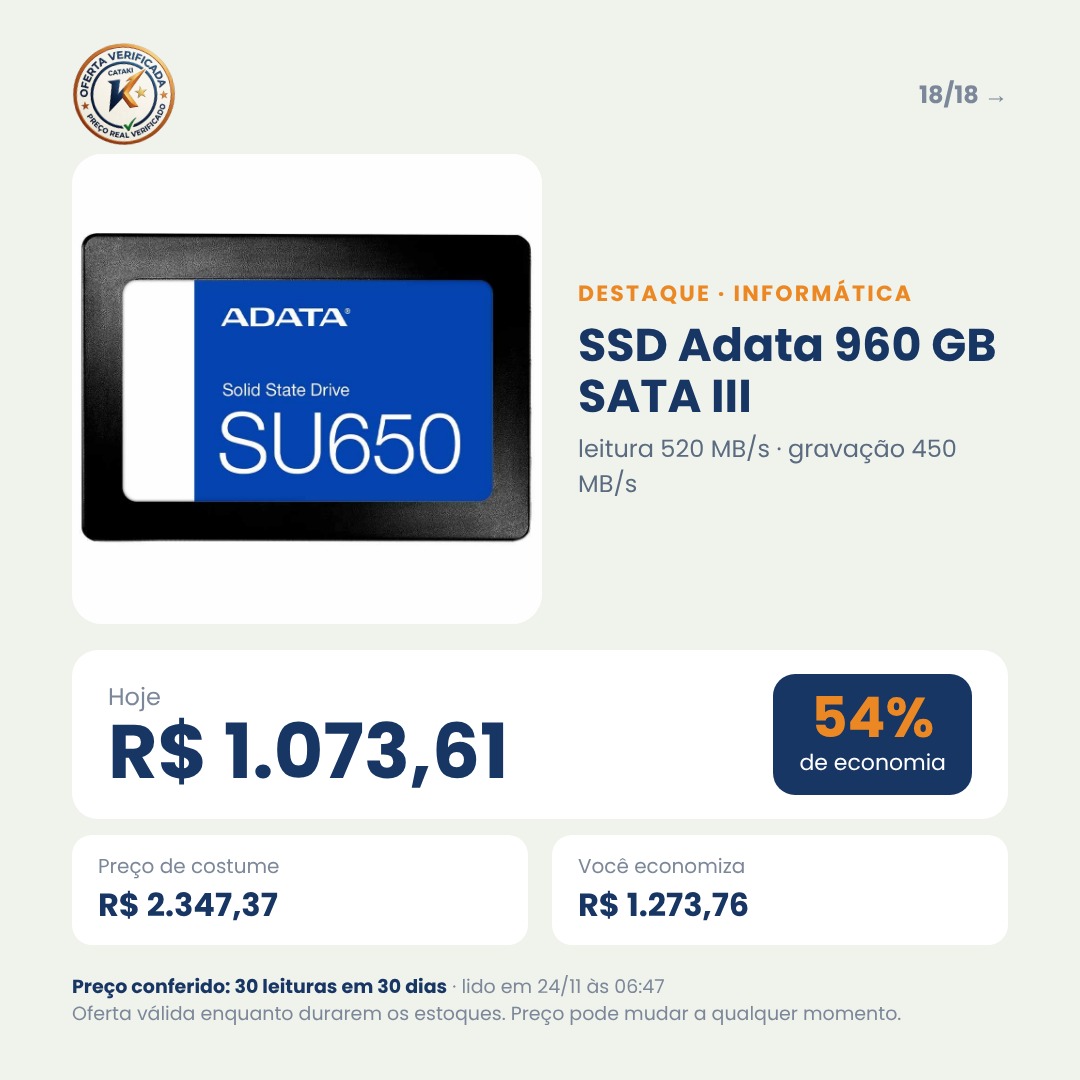 OFERTA VERIFICADA
CATAKI
K
PREÇO REAL VERIFICADO
18/18 →
ADATA®
Solid State Drive
SU650
DESTAQUE · INFORMÁTICA
SSD Adata 960 GB
SATA III
leitura 520 MB/s · gravação 450
MB/s
Hoje
R$ 1.073,61
54%
de economia
Preço de costume
R$ 2.347,37
Você economiza
R$ 1.273,76
Preço conferido: 30 leituras em 30 dias · lido em 24/11 às 06:47
Oferta válida enquanto durarem os estoques. Preço pode mudar a qualquer momento.